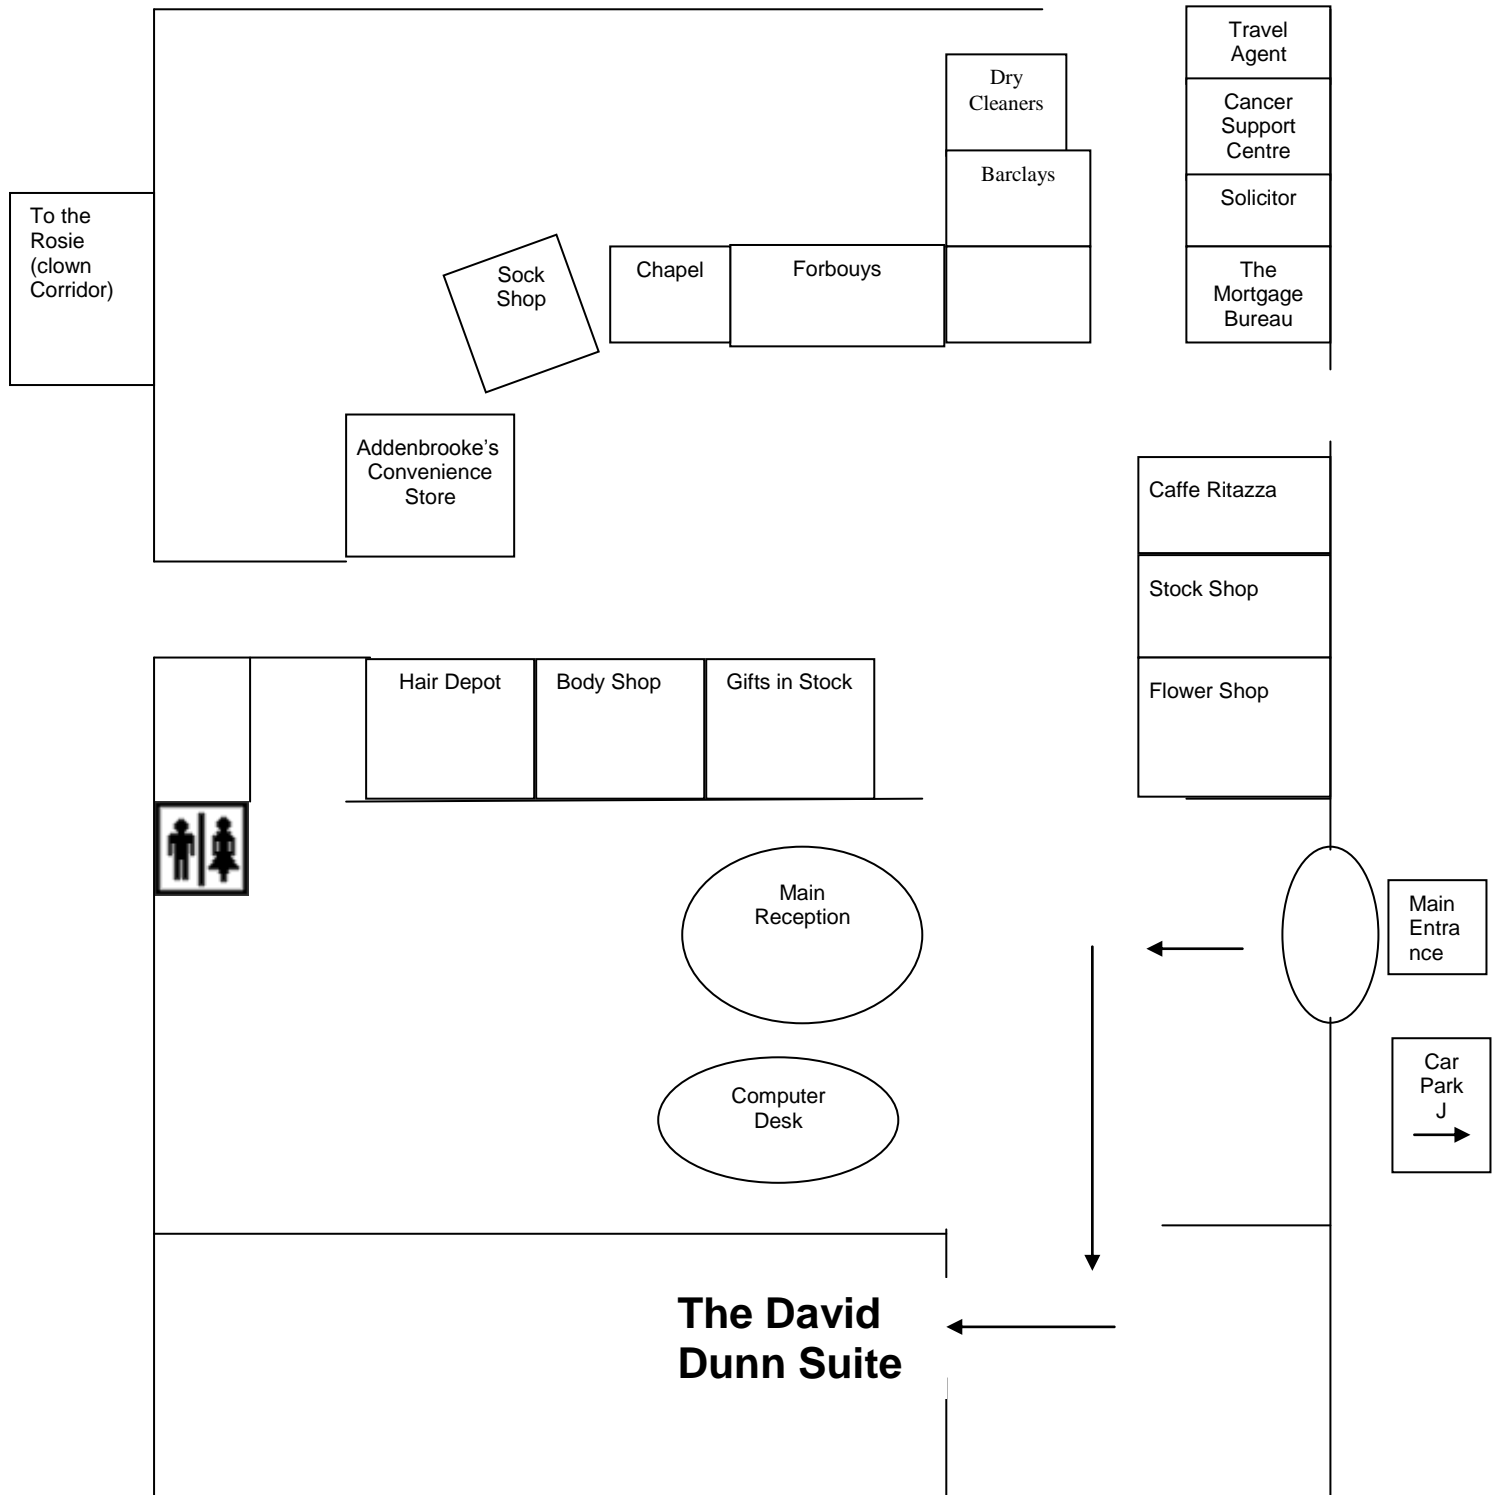 Travel
Agent
Dry
Cleaners
Cancer
Support
Centre
Barclays
Solicitor
To the
Rosie
(clown
Corridor)
Sock
Shop
Chapel
Forbouys
The
Mortgage
Bureau
Addenbrooke's
Convenience
Store
Caffe Ritazza
Stock Shop
Flower Shop
Hair Depot
Body Shop
Gifts in Stock
Main
Reception
Main
Entra
nce
Computer
Desk
Car
Park
J
The David
Dunn Suite